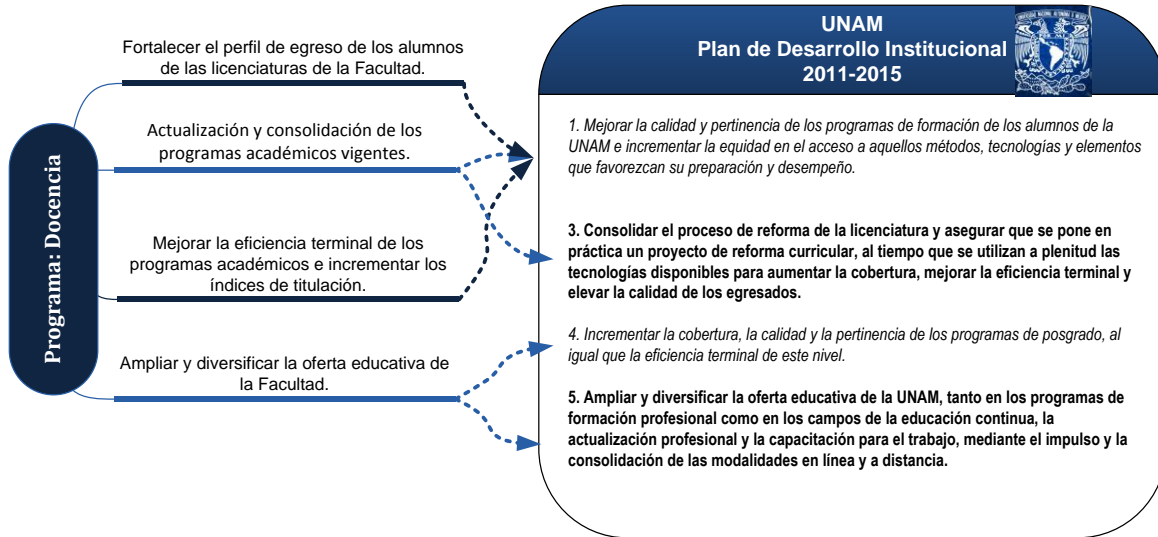 Programa: Docencia
Fortalecer el perfil de egreso de los alumnos
de las licenciaturas de la Facultad.
Actualización y consolidación de los
programas académicos vigentes.
Mejorar la eficiencia terminal de los
programas académicos e incrementar los
índices de titulación.
Ampliar y diversificar la oferta educativa de
la Facultad.
UNAM
Plan de Desarrollo Institucional
2011-2015
1. Mejorar la calidad y pertinencia de los programas de formación de los alumnos de la
UNAM e incrementar la equidad en el acceso a aquellos métodos, tecnologías y elementos
que favorezcan su preparación y desempeño.
3. Consolidar el proceso de reforma de la licenciatura y asegurar que se pone en
práctica un proyecto de reforma curricular, al tiempo que se utilizan a plenitud las
tecnologías disponibles para aumentar la cobertura, mejorar la eficiencia terminal y
elevar la calidad de los egresados.
4. Incrementar la cobertura, la calidad y la pertinencia de los programas de posgrado, al
igual que la eficiencia terminal de este nivel.
5. Ampliar y diversificar la oferta educativa de la UNAM, tanto en los programas de
formación profesional como en los campos de la educación continua, la
actualización profesional y la capacitación para el trabajo, mediante el impulso y la
consolidación de las modalidades en línea y a distancia.